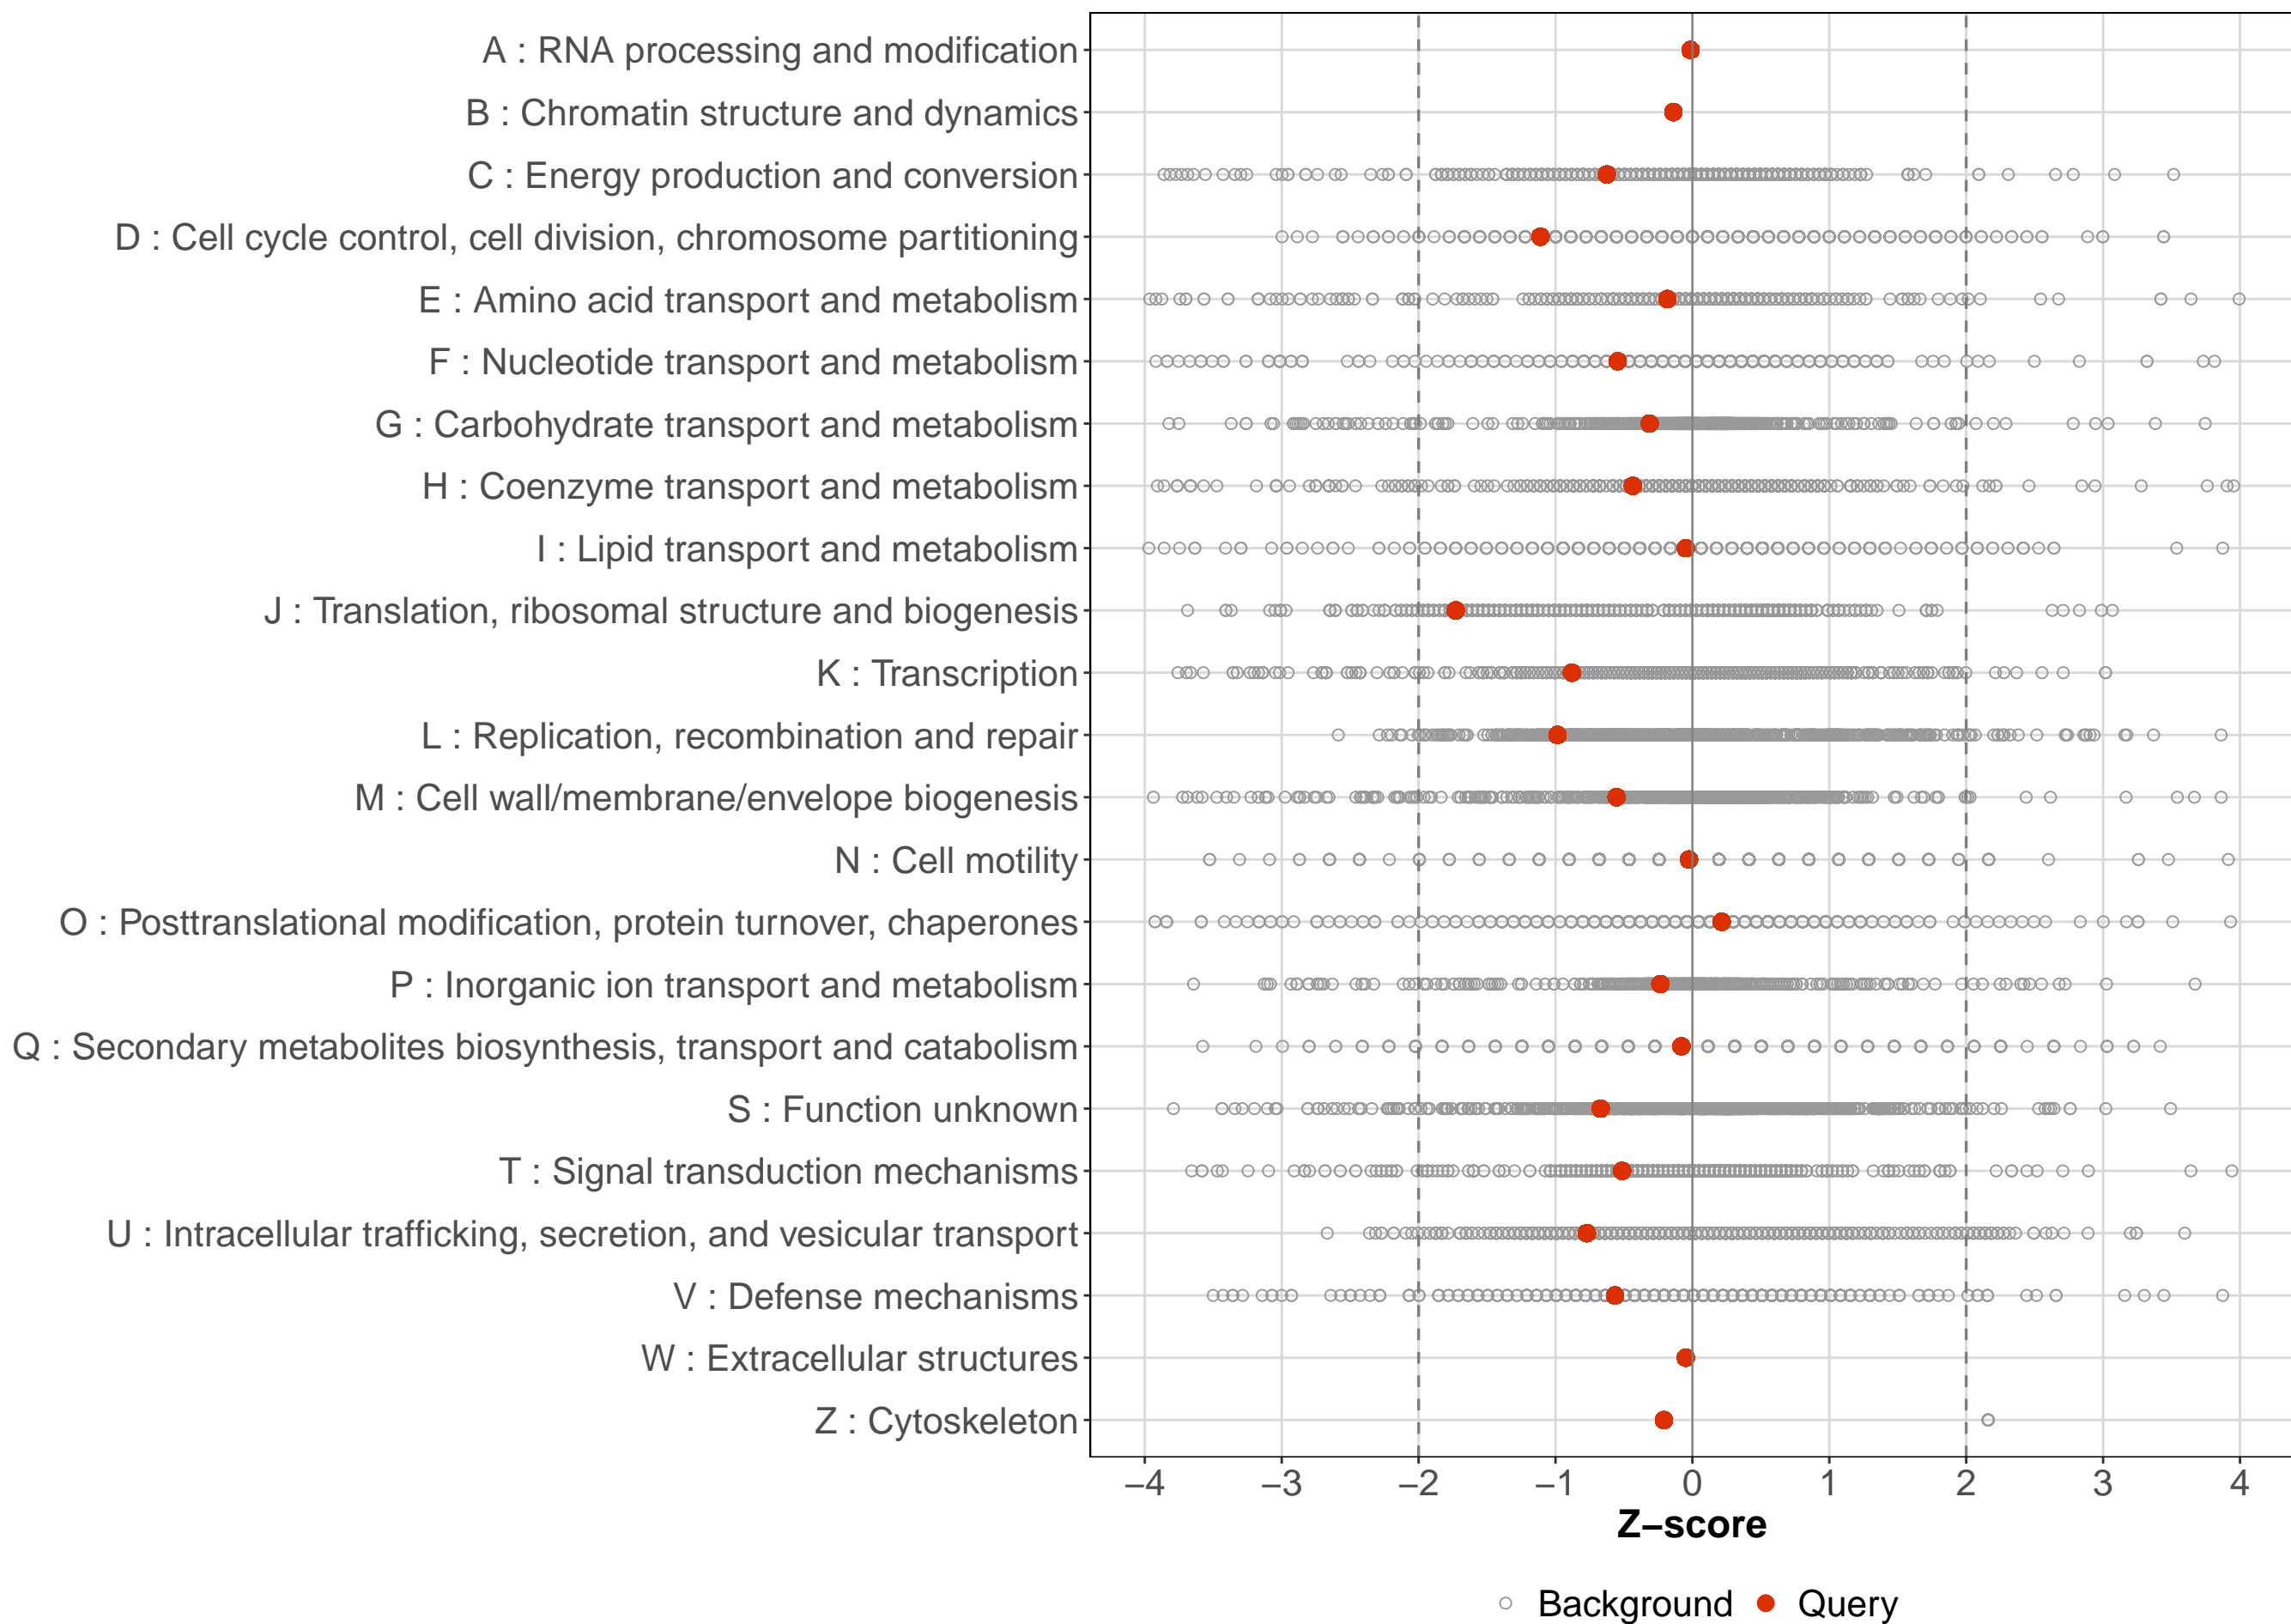 A : RNA processing and modification
B : Chromatin structure and dynamics
C : Energy production and conversion
D : Cell cycle control, cell division, chromosome partitioning
E : Amino acid transport and metabolism
F : Nucleotide transport and metabolism
G : Carbohydrate transport and metabolism
H : Coenzyme transport and metabolism
I : Lipid transport and metabolism
J : Translation, ribosomal structure and biogenesis
K : Transcription
L : Replication, recombination and repair
M : Cell wall/membrane/envelope biogenesis
N : Cell motility
O : Posttranslational modification, protein turnover, chaperones
P : Inorganic ion transport and metabolism
Q : Secondary metabolites biosynthesis, transport and catabolism
S : Function unknown
T : Signal transduction mechanisms
U : Intracellular trafficking, secretion, and vesicular transport
V : Defense mechanisms
W : Extracellular structures
Z : Cytoskeleton
−4 −3 −2 −1 0 1 2 3 4
Z−score
Background Query